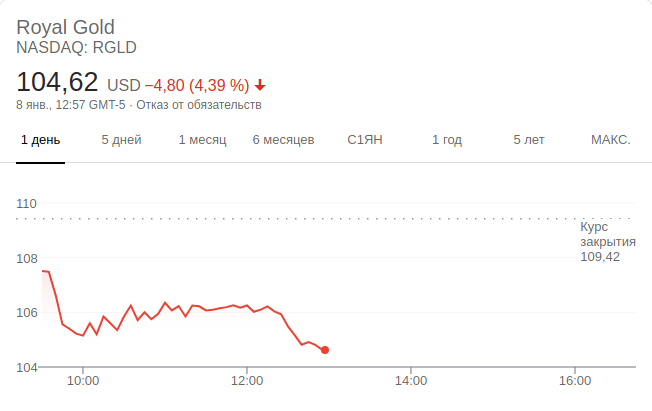 Royal Gold
NASDAQ: RGLD
104,62 USD −4,80 (4,39 %)
8 янв., 12:57 GMT-5 · Отказ от обязательств
1 день 5 дней 1 месяц 6 месяцев С1ЯН 1 год 5 лет МАКС.
110
Курс
закрытия
109,42
108
106
104
10:00 12:00 14:00 16:00